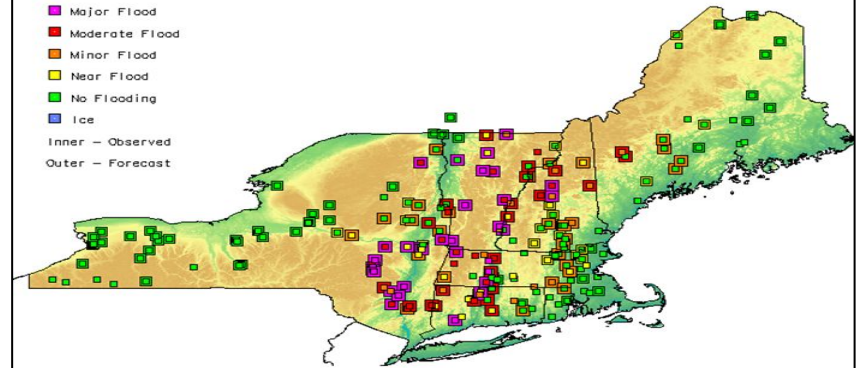 Major Flood
Moderate Flood
Minor Flood
Near Flood
No Flooding
Ice
Inner - Observed
Outer - Forecast